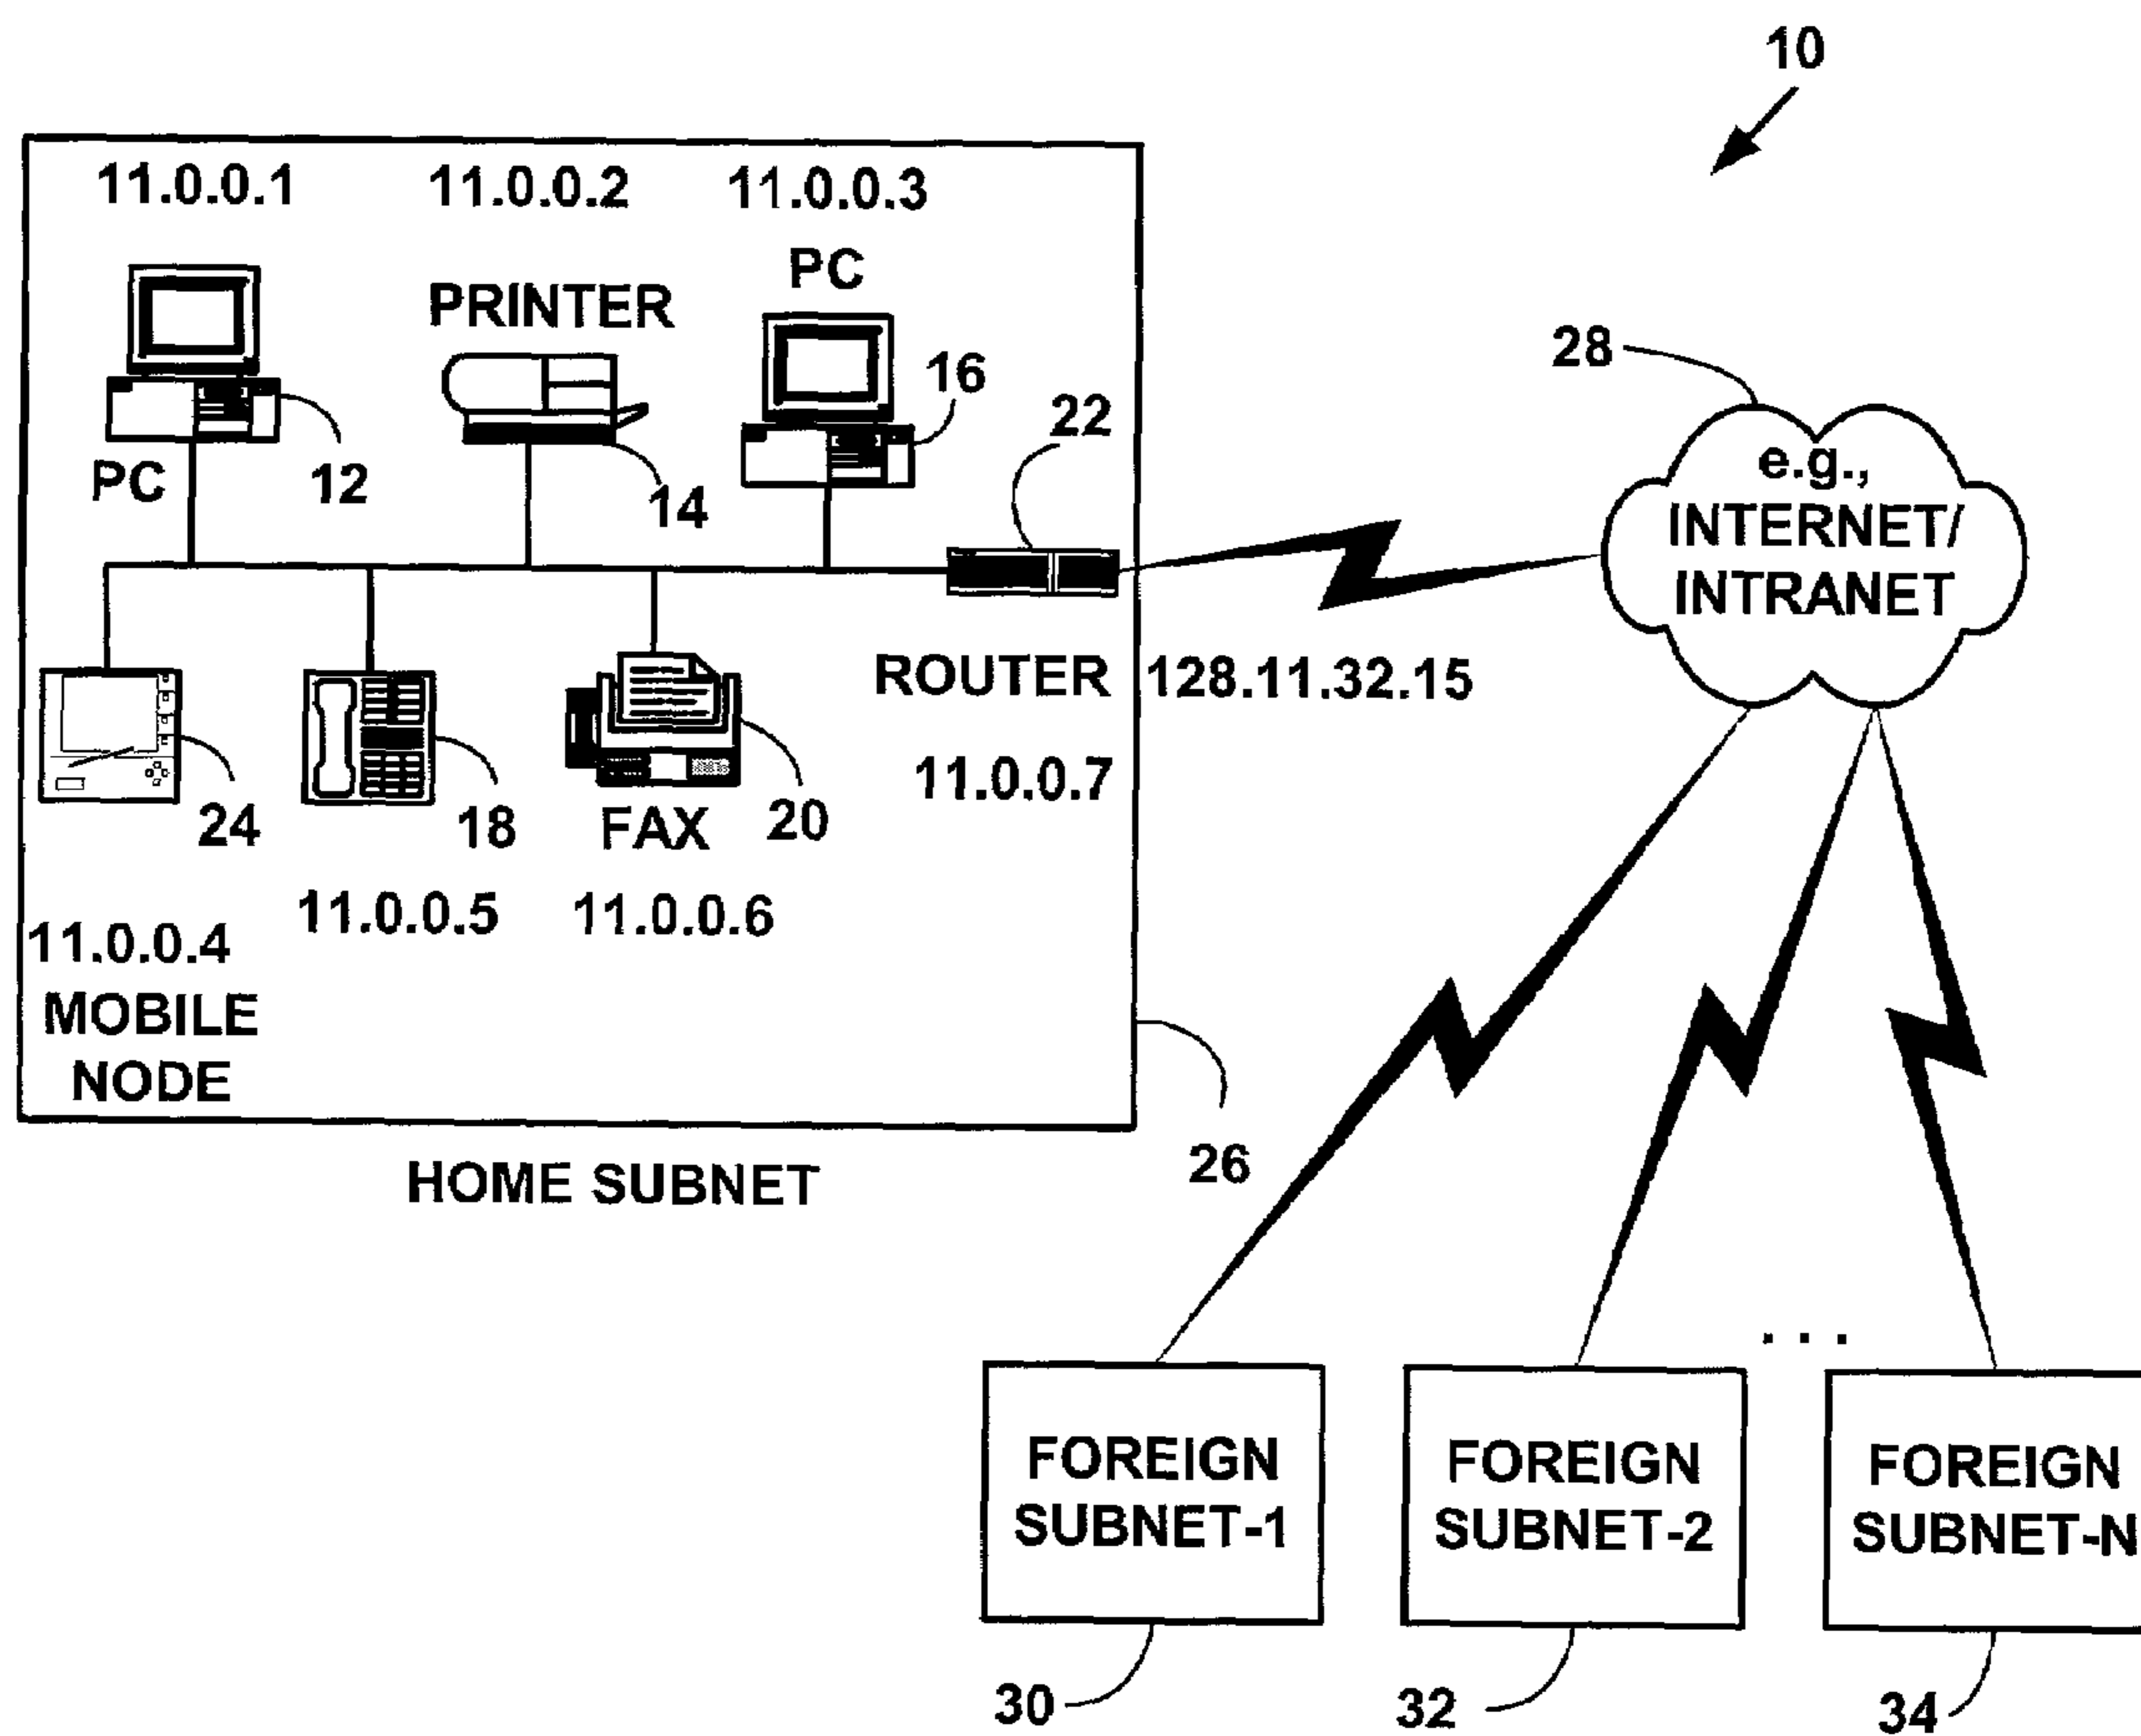 10
11.0.0.1
11.0.0.2
11.0.0.3
PC
PRINTER
16
28
22
PC
12
14
e.g.,
INTERNET/
INTRANET
ROUTER
128.11.32.15
11.0.0.7
24
18
FAX
20
11.0.0.4
11.0.0.5
11.0.0.6
MOBILE
NODE
HOME SUBNET
26
. . .
FOREIGN
SUBNET-1
FOREIGN
SUBNET-2
FOREIGN
SUBNET-N
30
32
34